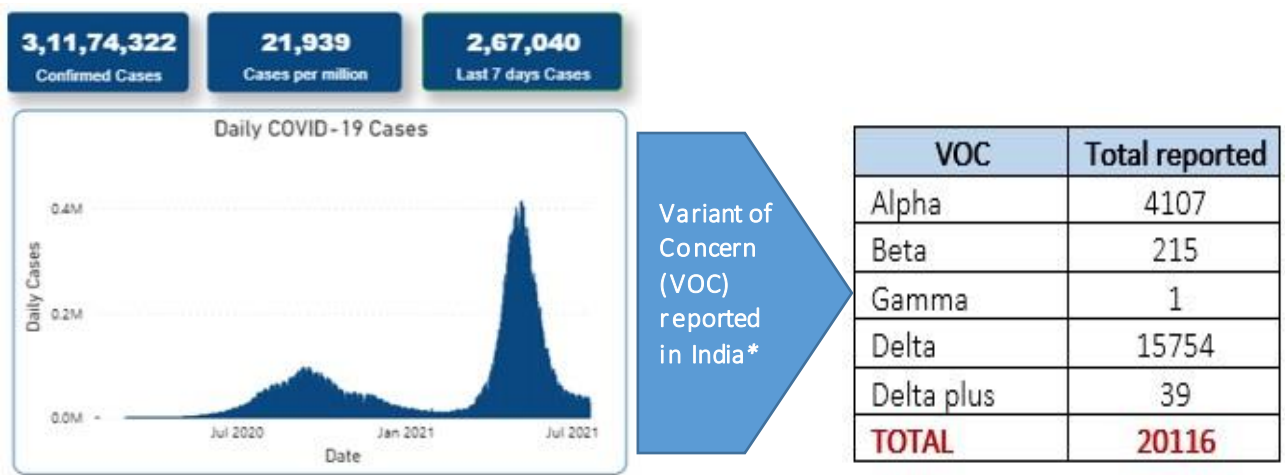 3,11,74,322
Confirmed Cases
21,939
Cases per million
2,67,040
Last 7 days Cases
Daily COVID-19 Cases
Daily Cases
0.4M
0.2M
0.0M
Jul 2020
Jan 2021
Jul 2021
Date
Variant of
Concern
(VOC)
reported
in India*
VOC Total reported
Alpha 4107
Beta 215
Gamma 1
Delta 15754
Delta plus 39
TOTAL 20116